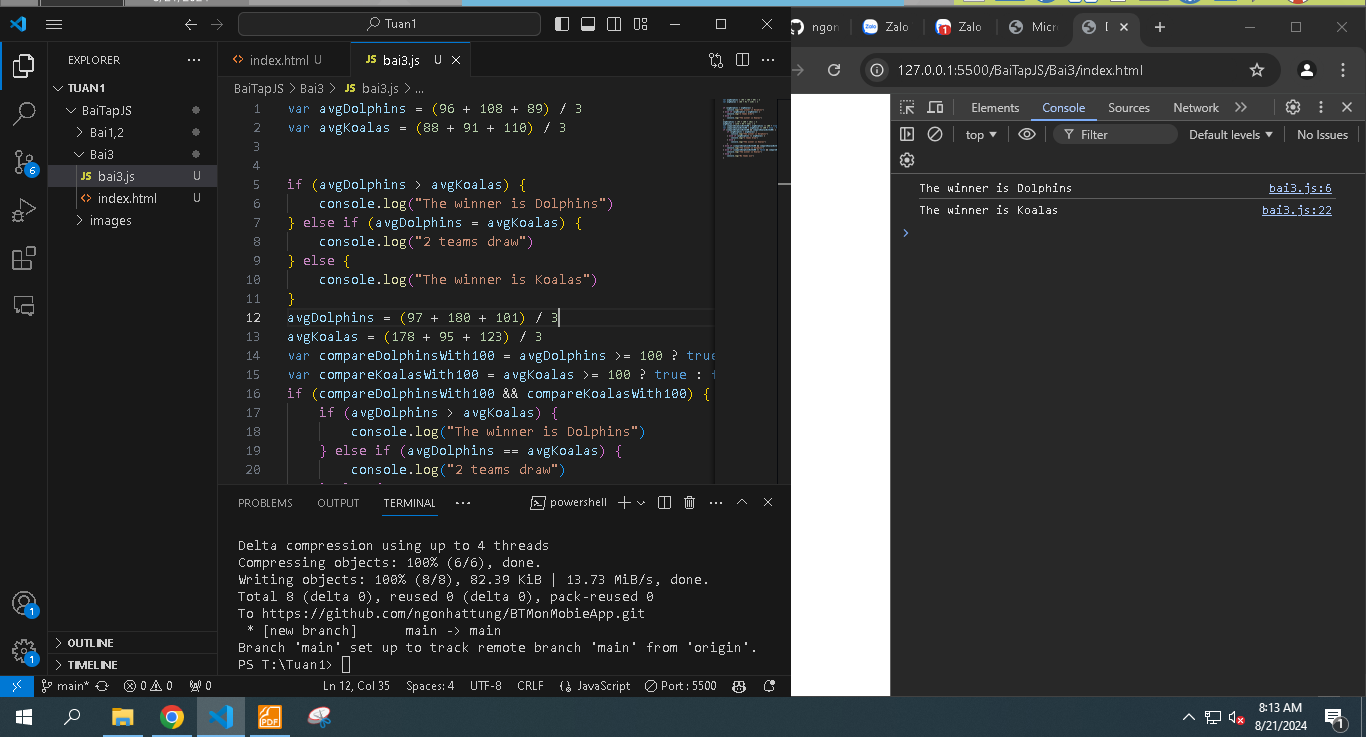 8/21/2024
Tuan1
EXPLORER
TUAN1
BaiTapJS
Bai1,2
Bai3
JS bai3.js U
<> index.html U
images
OUTLINE
TIMELINE
6
1
1
<> index.html U
JS bai3.js U
BaiTapJS > Bai3 > JS bai3.js > ...
1 var avgDolphins = (96 + 108 + 89) / 3
2 var avgKoalas = (88 + 91 + 110) / 3
3
4
5 if (avgDolphins > avgKoalas) {
6 console.log("The winner is Dolphins")
7 } else if (avgDolphins = avgKoalas) {
8 console.log("2 teams draw")
9 } else {
10 console.log("The winner is Koalas")
11 }
12 avgDolphins = (97 + 180 + 101) / 3
13 avgKoalas = (178 + 95 + 123) / 3
14 var compareDolphinsWith100 = avgDolphins >= 100 ? true
15 var compareKoalasWith100 = avgKoalas >= 100 ? true :
16 if (compareDolphinsWith100 && compareKoalasWith100) {
17 if (avgDolphins > avgKoalas) {
18 console.log("The winner is Dolphins")
19 } else if (avgDolphins == avgKoalas) {
20 console.log("2 teams draw")
PROBLEMS OUTPUT TERMINAL ... powershell
Delta compression using up to 4 threads
Compressing objects: 100% (6/6), done.
Writing objects: 100% (8/8), 82.39 KiB | 13.73 MiB/s, done.
Total 8 (delta 0), reused 0 (delta 0), pack-reused 0
To https://github.com/ngonhattung/BTMonMobieApp.git
* [new branch] main -> main
Branch 'main' set up to track remote branch 'main' from 'origin'.
PS T:\Tuan1>
main* 0 0 0 Ln 12, Col 35 Spaces: 4 UTF-8 CRLF {} JavaScript Port : 5500
ngon Zalo Zalo Micro
127.0.0.1:5500/BaiTapJS/Bai3/index.html
Elements Console Sources Network
top Filter Default levels No Issues
The winner is Dolphins bai3.js:6
The winner is Koalas bai3.js:22
8:13 AM
8/21/2024
1